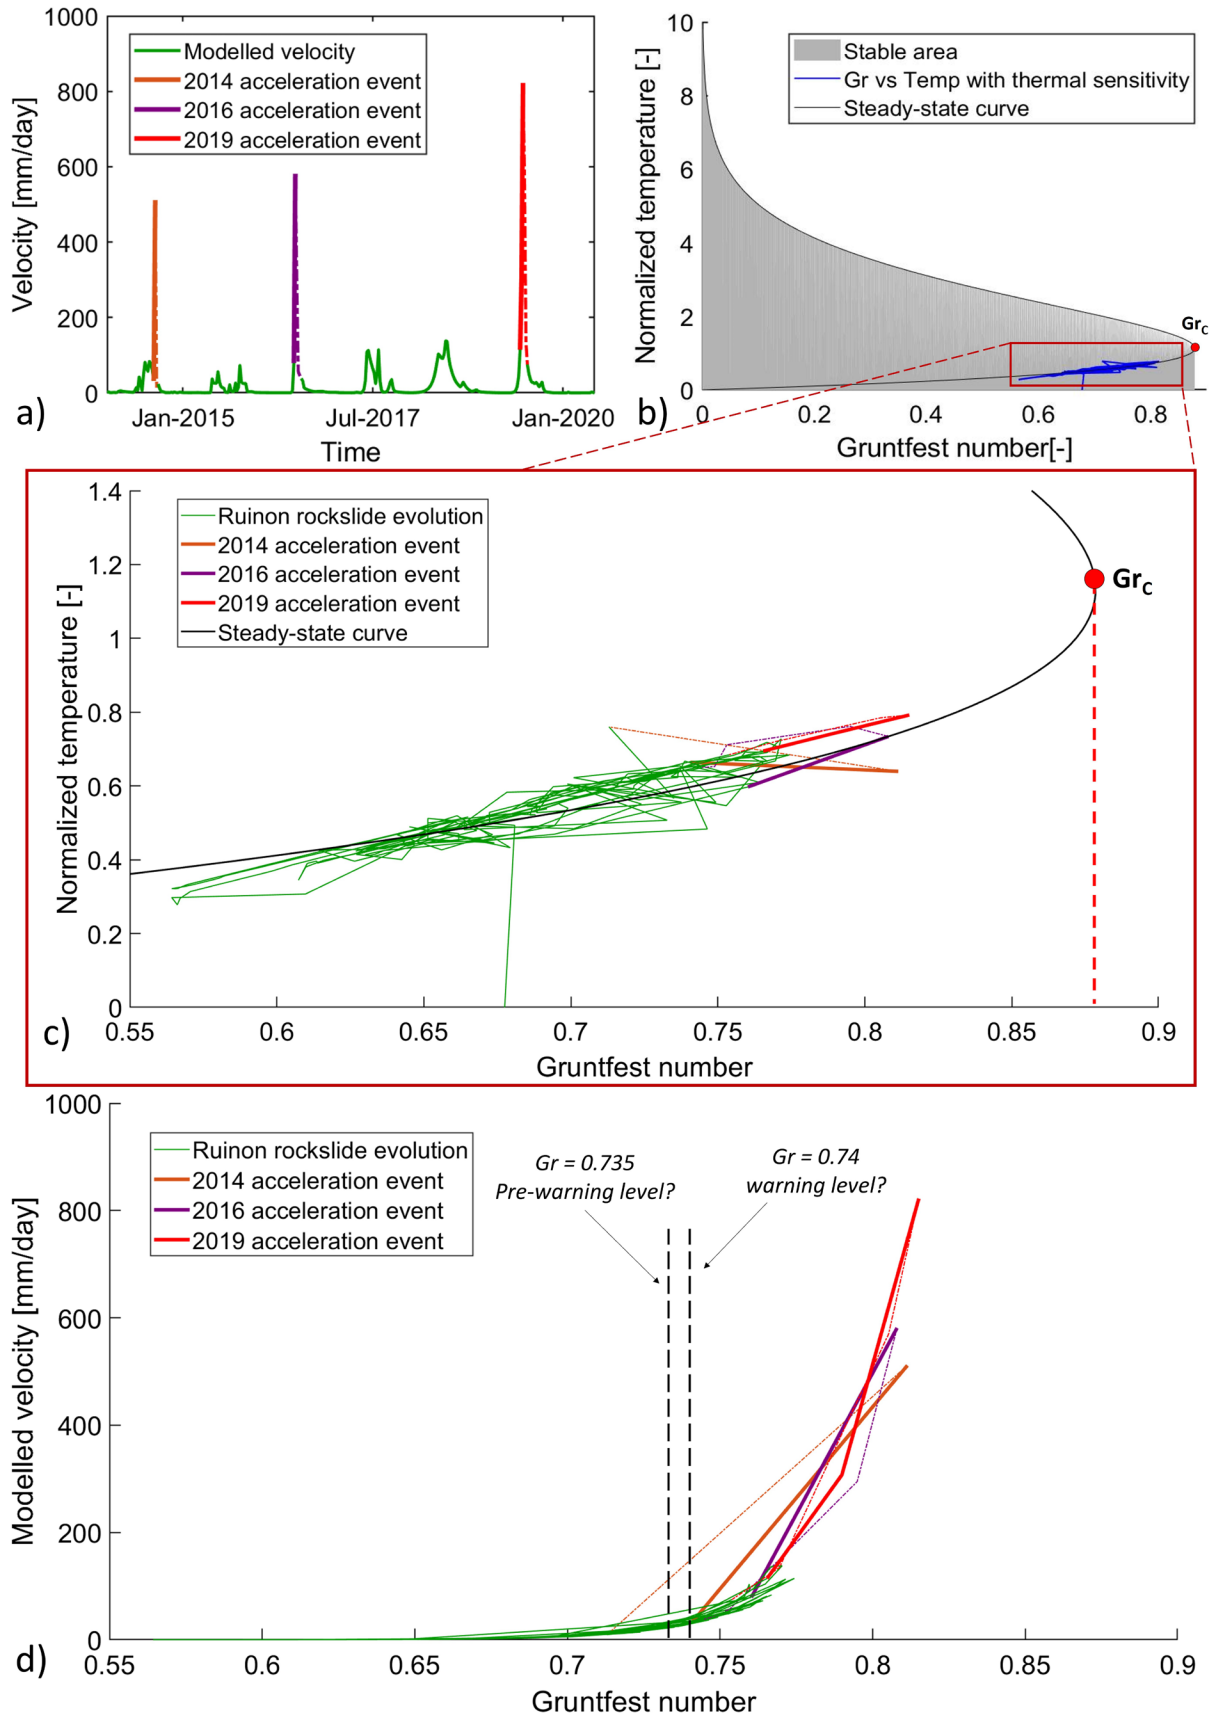 1000
800
600
400
200
0
Velocity [mm/day]
Modelled velocity
2014 acceleration event
2016 acceleration event
2019 acceleration event
Jan-2015
Jul-2017
Jan-2020
Time
a)
10
8
6
4
2
0
Normalized temperature [-]
Stable area
Gr vs Temp with thermal sensitivity
Steady-state curve
GrC
0
0.2
0.4
0.6
0.8
Gruntfest number[-]
b)
1.4
1.2
1
0.8
0.6
0.4
0.2
0
Normalized temperature [-]
Ruinon rockslide evolution
2014 acceleration event
2016 acceleration event
2019 acceleration event
Steady-state curve
GrC
0.55
0.6
0.65
0.7
0.75
0.8
0.85
0.9
Gruntfest number
c)
1000
800
600
400
200
0
Modelled velocity [mm/day]
Ruinon rockslide evolution
2014 acceleration event
2016 acceleration event
2019 acceleration event
Gr = 0.735
Pre-warning level?
Gr = 0.74
warning level?
0.55
0.6
0.65
0.7
0.75
0.8
0.85
0.9
Gruntfest number
d)